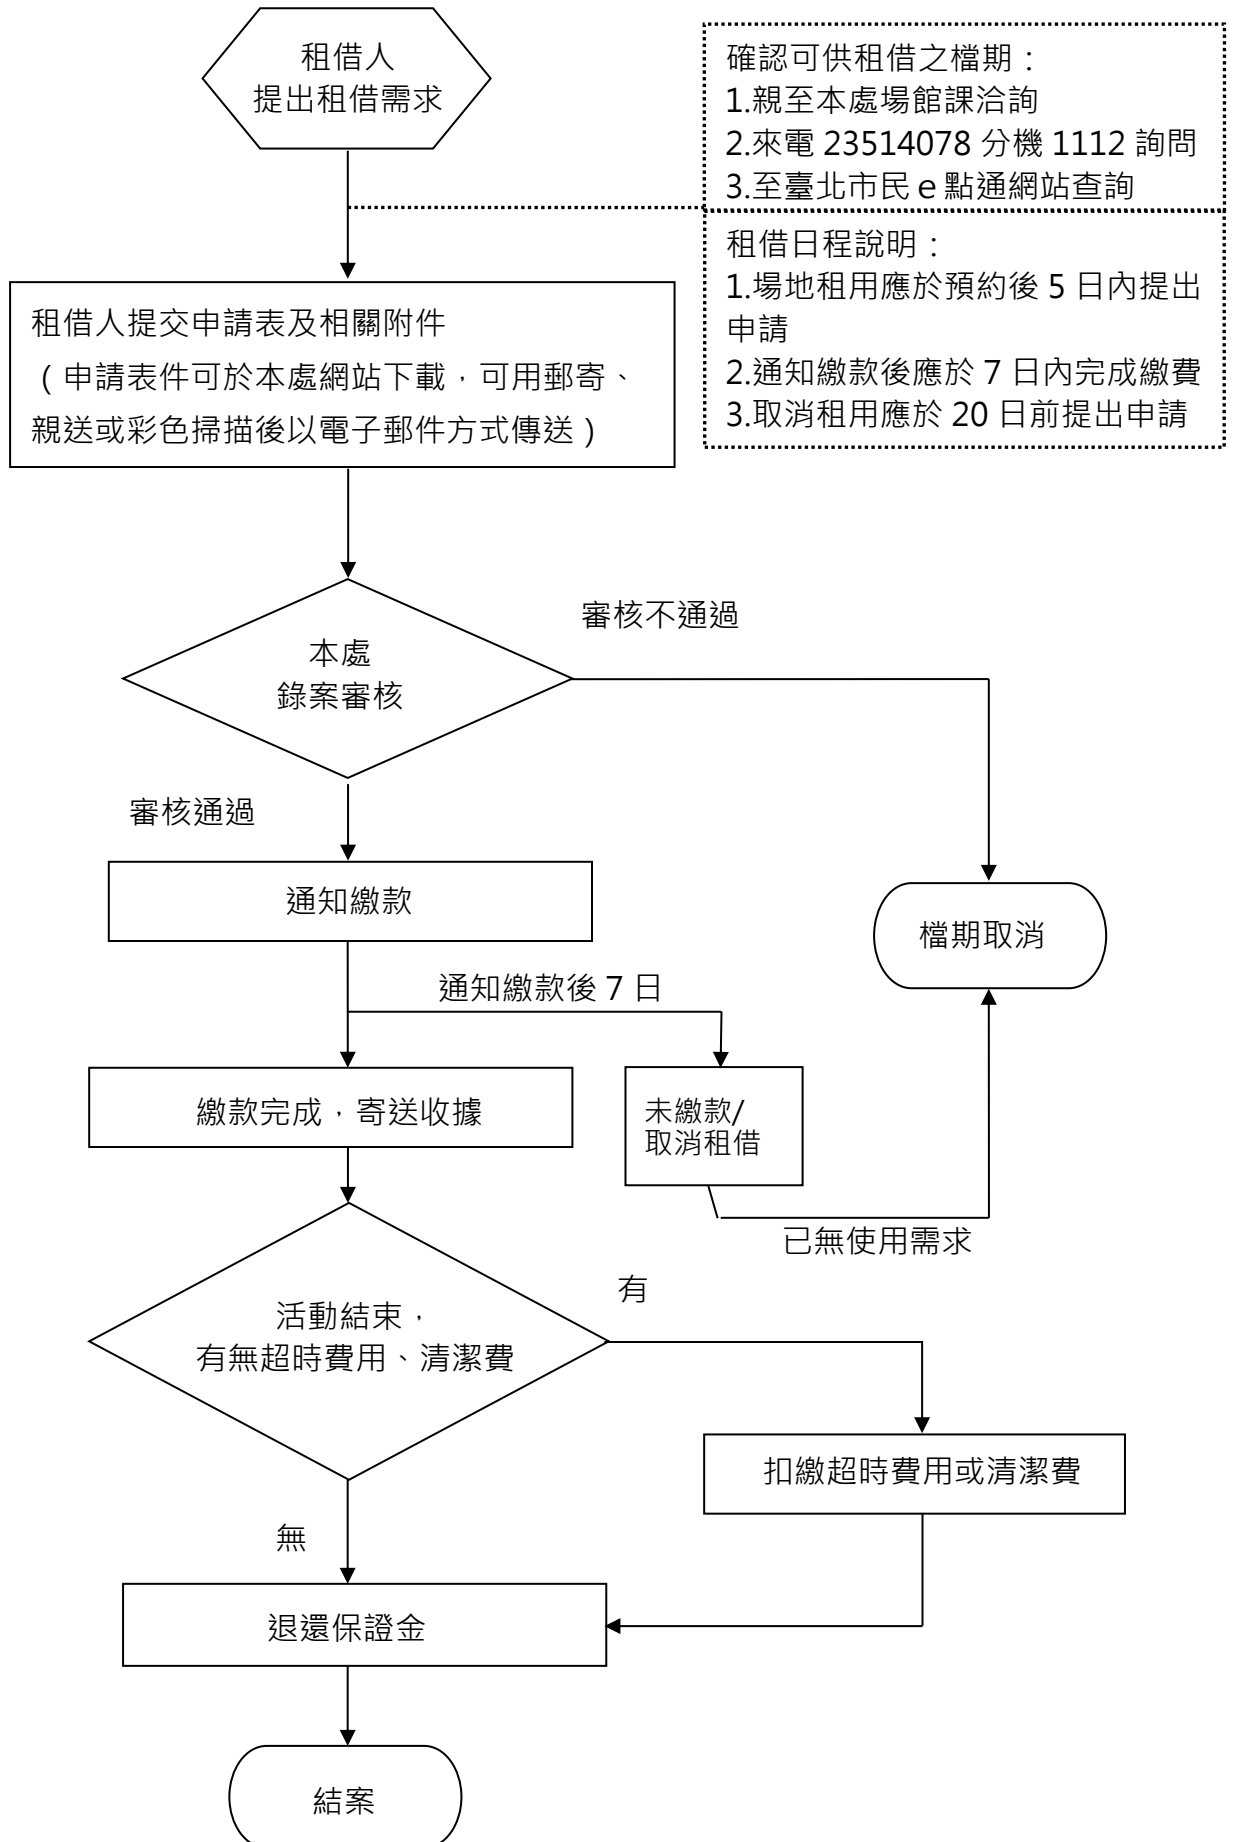 租借人
提出租借需求
確認可供租借之檔期：
1.親至本處場館課洽詢
2.來電 23514078 分機 1112 詢問
3.至臺北市民 e 點通網站查詢
租借日程說明：
1.場地租用應於預約後 5 日內提出
申請
2.通知繳款後應於 7 日內完成繳費
3.取消租用應於 20 日前提出申請
租借人提交申請表及相關附件
（申請表件可於本處網站下載，可用郵寄、
親送或彩色掃描後以電子郵件方式傳送）
審核不通過
本處
錄案審核
審核通過
通知繳款
檔期取消
通知繳款後 7 日
繳款完成，寄送收據
未繳款/
取消租借
已無使用需求
有
活動結束，
有無超時費用、清潔費
扣繳超時費用或清潔費
無
退還保證金
結案